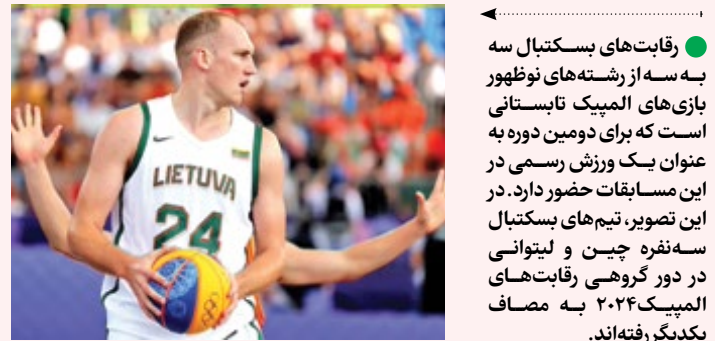 رقابت‌های بسکتبال سه
به سه از رشته‌های نوظهور
بازی‌های المپیک تابستانی
است که برای دومین دوره به
عنوان یک ورزش رسمی در
این مسابقات حضور دارد. در
این تصویر، تیم‌های بسکتبال
سه‌نفره چین و لیتوانی
در دور گروهی رقابت‌های
المپیک۲۰۲۴ به مصاف
یکدیگر رفته‌اند.
LIETUVA
24